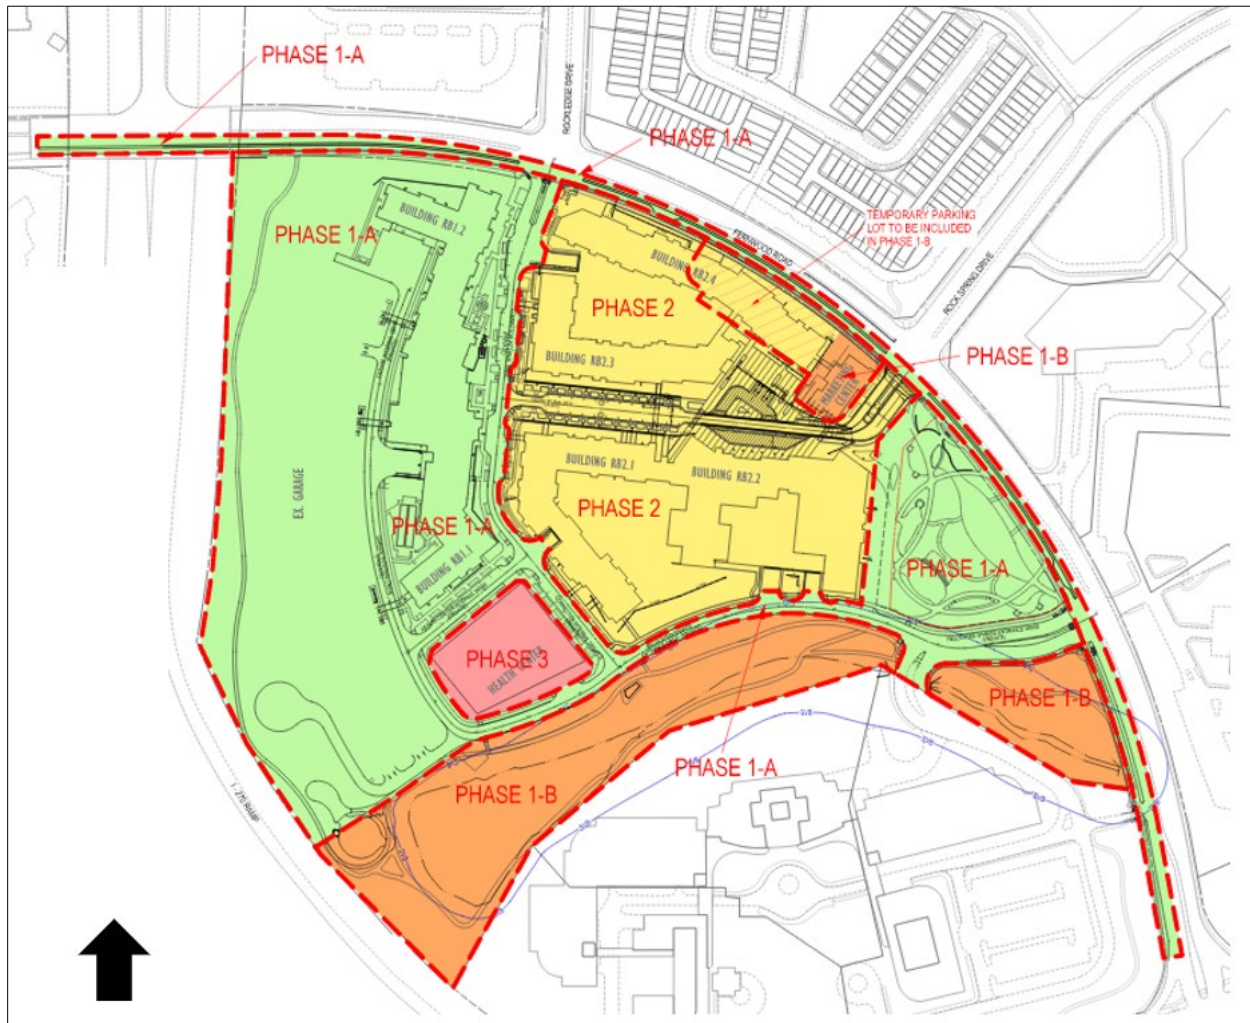 PHASE 1-A
ROCKLEDGE DRIVE
PHASE 1-A
TEMPORARY PARKING
LOT TO BE INCLUDED
IN PHASE 1-B
BUILDING RB1.2
PHASE 1-A
FERNWOOD ROAD
BUILDING RB2.4
ROCK SPRING DRIVE
PHASE 2
BUILDING RB2.3
PHASE 1-B
MARKETING
CENTER
BUILDING RB2.1
BUILDING RB2.2
EX. GARAGE
PHASE 2
PHASE 1-A
BUILDING RB1.1
PHASE 1-A
PHASE 3
HEALTH CENTER
PHASE 1-B
PHASE 1-A
PHASE 1-B
I-270 RAMP